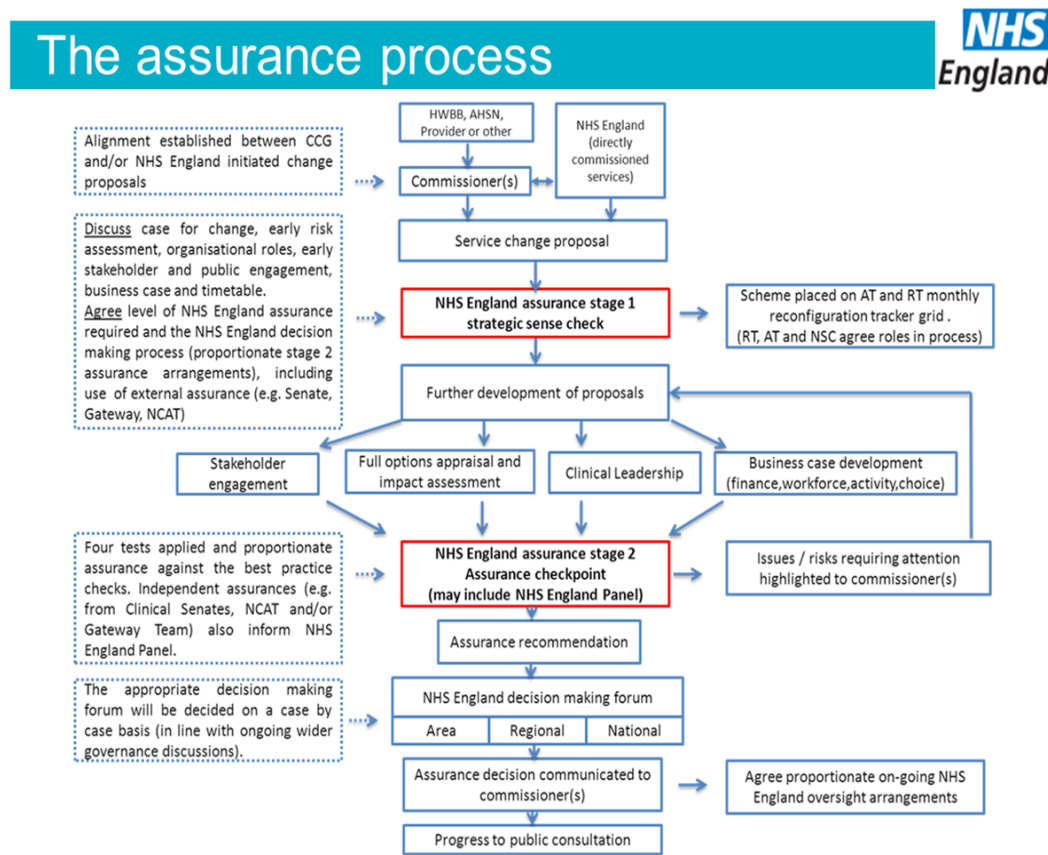 The assurance process
NHS
England
HWBB, AHSN,
Provider or other
NHS England
(directly
commissioned
services)
Alignment established between CCG
and/or NHS England initiated change
proposals
Commissioner(s)
Service change proposal
Discuss case for change, early risk
assessment, organisational roles, early
stakeholder and public engagement,
business case and timetable.
Agree level of NHS England assurance
required and the NHS England decision
making process (proportionate stage 2
assurance arrangements), including
use of external assurance (e.g. Senate,
Gateway, NCAT)
NHS England assurance stage 1
strategic sense check
Scheme placed on AT and RT monthly
reconfiguration tracker grid .
(RT, AT and NSC agree roles in process)
Further development of proposals
Stakeholder
engagement
Full options appraisal and
impact assessment
Clinical Leadership
Business case development
(finance,workforce,activity,choice)
Four tests applied and proportionate
assurance against the best practice
checks. Independent assurances (e.g.
from Clinical Senates, NCAT and/or
Gateway Team) also inform NHS
England Panel.
NHS England assurance stage 2
Assurance checkpoint
(may include NHS England Panel)
Issues / risks requiring attention
highlighted to commissioner(s)
Assurance recommendation
The appropriate decision making
forum will be decided on a case by
case basis (in line with ongoing wider
governance discussions).
NHS England decision making forum
Area
Regional
National
Assurance decision communicated to
commissioner(s)
Agree proportionate on-going NHS
England oversight arrangements
Progress to public consultation